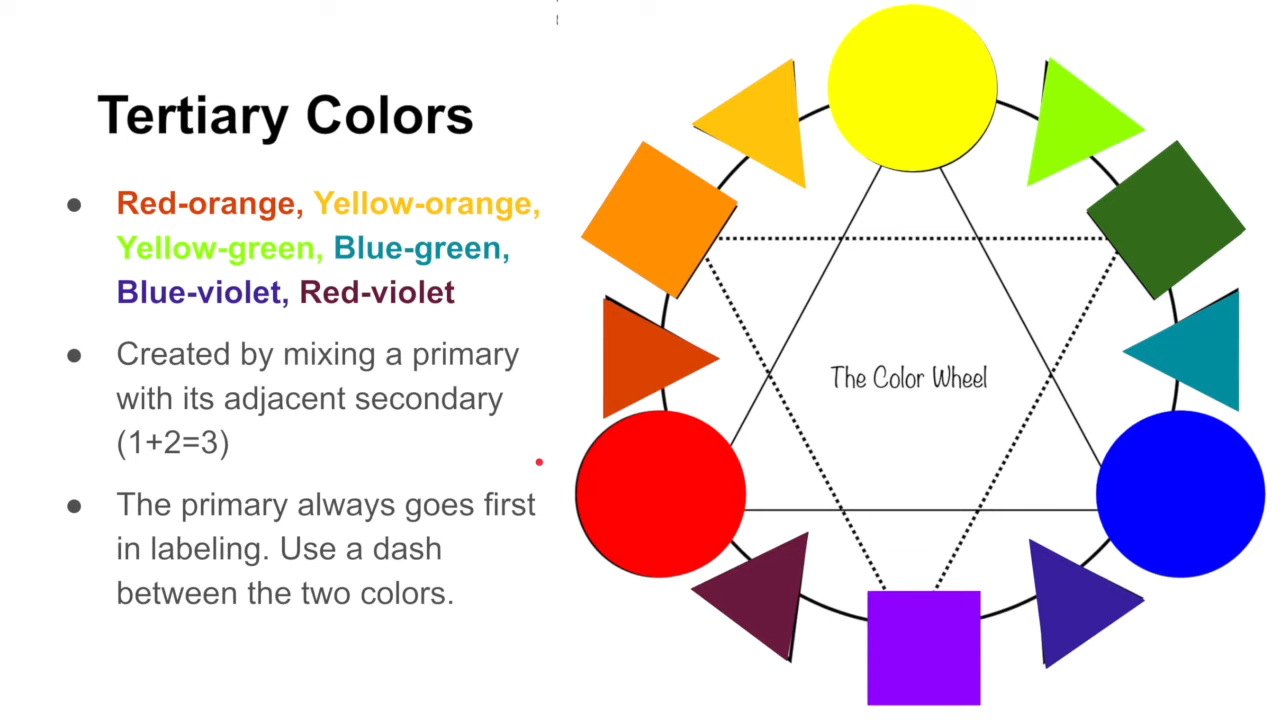 Tertiary Colors
● Red-orange, Yellow-orange,
Yellow-green, Blue-green,
Blue-violet, Red-violet
● Created by mixing a primary
with its adjacent secondary
(1+2=3)
● The primary always goes first
in labeling. Use a dash
between the two colors.
The Color Wheel